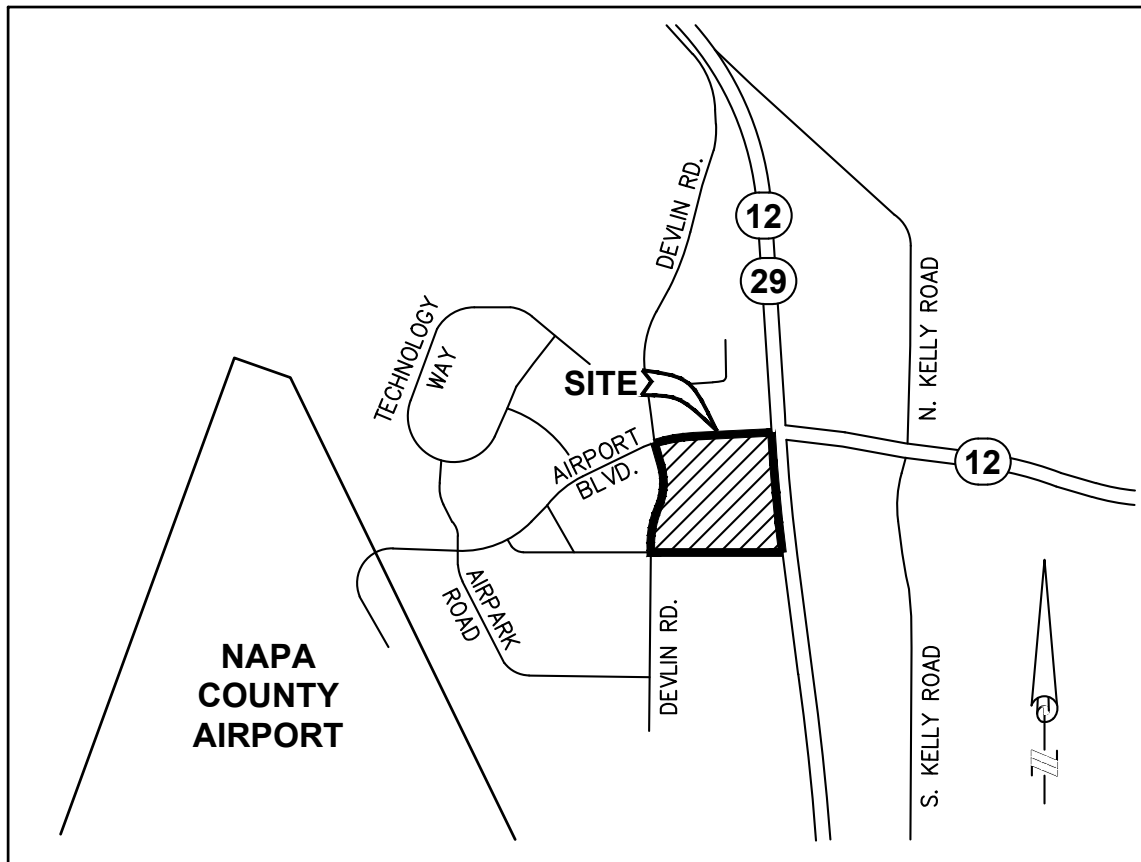 DEVLIN RD.
12
29
N. KELLY ROAD
TECHNOLOGY
WAY
SITE
AIRPORT
BLVD.
12
AIRPARK
ROAD
NAPA
COUNTY
AIRPORT
DEVLIN RD.
S. KELLY ROAD